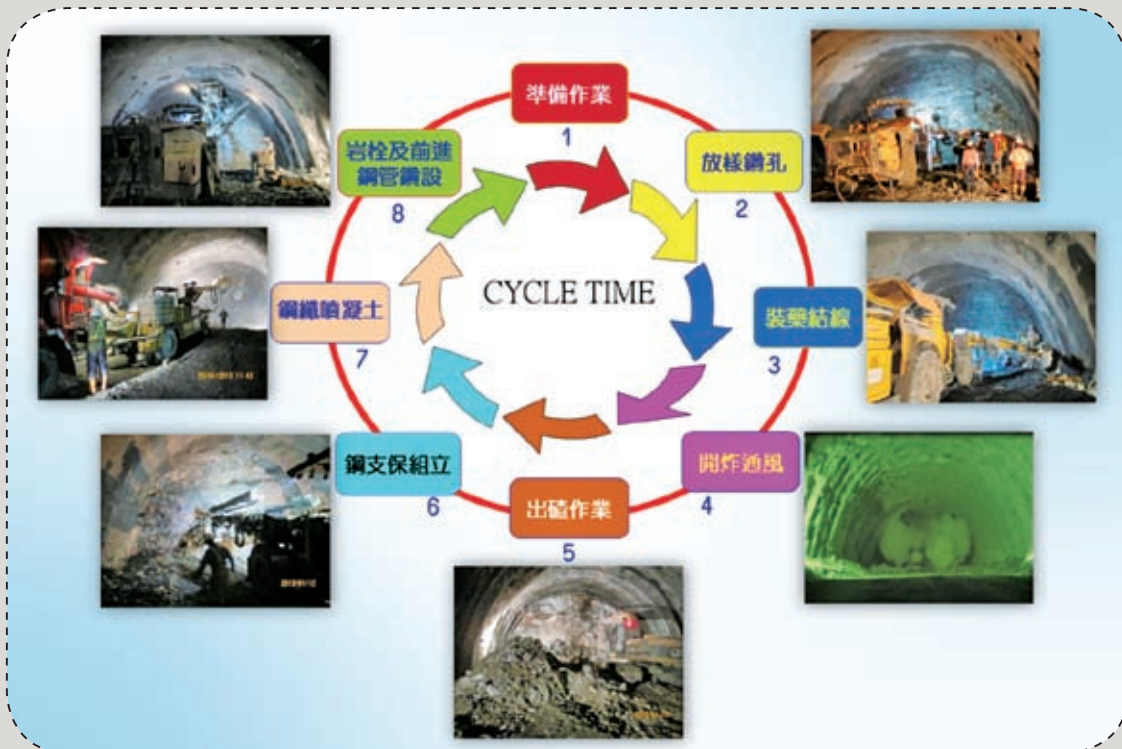 準備作業
1
放樣鑽孔
2
裝藥結線
3
開炸通風
4
出碴作業
5
鋼支保組立
6
鋼纖噴凝土
7
岩栓及前進
鋼管鑽設
8
CYCLE TIME